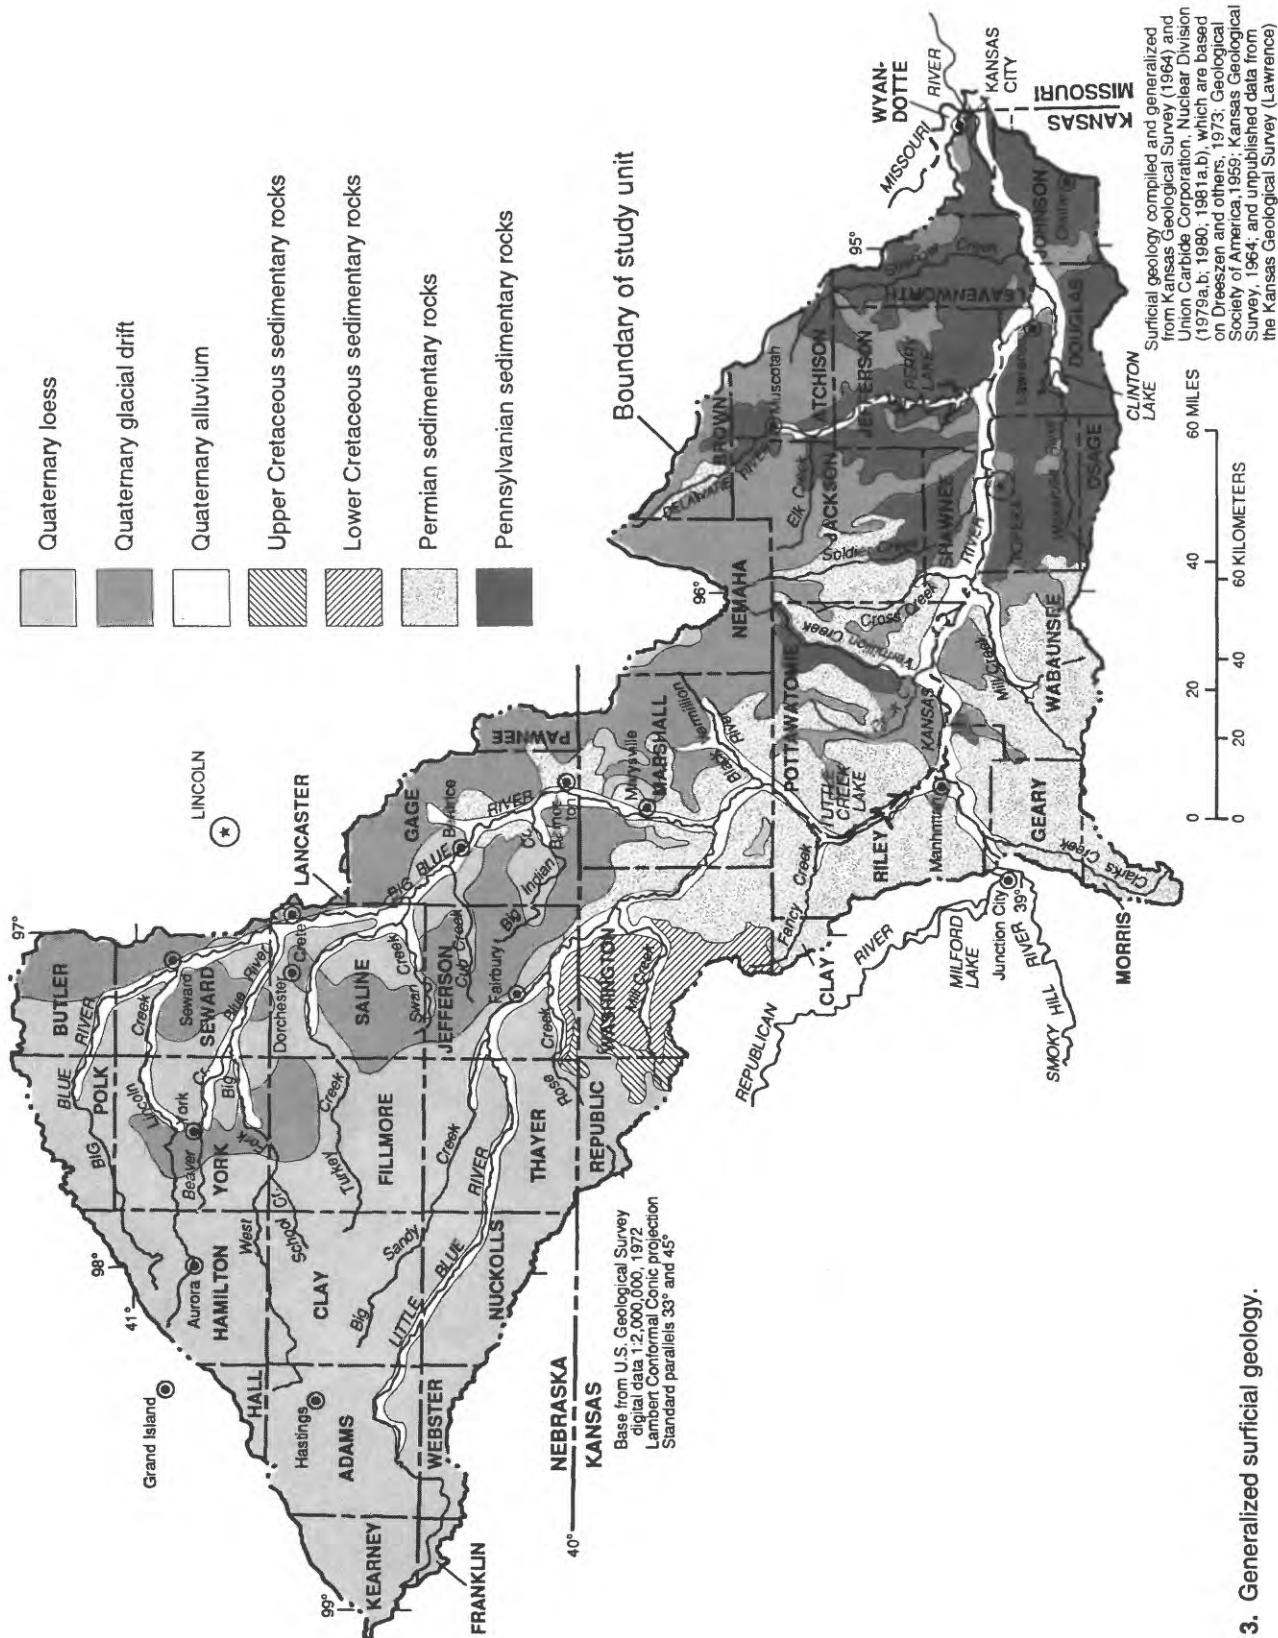 Quaternary loess
Quaternary glacial drift
Quaternary alluvium
Upper Cretaceous sedimentary rocks
Lower Cretaceous sedimentary rocks
Permian sedimentary rocks
Pennsylvanian sedimentary rocks
Boundary of study unit
99°
98°
97°
96°
95°
41°
40°
39°
Grand Island
LINCOLN
LANCASTER
BUTLER
POLK
BIG
BLUE
RIVER
Lincoln
Creek
Seward
SEWARD
York
YORK
Beaver
Cr.
Big
Blue
River
West
Fork
School Cr.
Aurora
HAMILTON
HALL
Hastings
ADAMS
CLAY
KEARNEY
FRANKLIN
WEBSTER
NUCKOLLS
LITTLE
BLUE
RIVER
Big
Sandy
Creek
Turkey
Creek
FILLMORE
Dorchester
Crete
SALINE
Swan
Creek
JEFFERSON
Cub Creek
Fairbury
Big
Indian
Cr.
GAGE
Beatrice
BIG BLUE
RIVER
PAWNEE
THAYER
Rose
Creek
NEBRASKA
KANSAS
REPUBLIC
WASHINGTON
Mill Creek
Marysville
MARSHALL
Black
Vermillion
River
NEMAHA
BROWN
DELAWARE
RIVER
Muscotah
ATCHISON
Elk Creek
JACKSON
Soldier
JEFFERSON
PERRY
LAKE
LEAVENWORTH
Creek
WYAN-
DOTTE
MISSOURI
RIVER
KANSAS
CITY
KANSAS
MISSOURI
JOHNSON
Lawrence
DOUGLAS
CLINTON
LAKE
OSAGE
SHAWNEE
TOPEKA
RIVER
Cross Creek
Vermillion Creek
POTTAWATOMIE
KANSAS
Mill Creek
WABAUNSEE
TUTTLE
CREEK
LAKE
RILEY
Fancy
Creek
Manhattan
CLAY
REPUBLICAN
RIVER
MILFORD
LAKE
Junction City
SMOKY HILL
RIVER
GEARY
Clarks
Creek
MORRIS
Base from U.S. Geological Survey
digital data 1:2,000,000, 1972
Lambert Conformal Conic projection
Standard parallels 33° and 45°
0 20 40 60 MILES
0 20 40 60 KILOMETERS
Surficial geology compiled and generalized
from Kansas Geological Survey (1964) and
Union Carbide Corporation, Nuclear Division
(1979a,b; 1980; 1981a,b), which are based
on Dreeszen and others, 1973; Geological
Society of America,1959; Kansas Geological
Survey, 1964; and unpublished data from
the Kansas Geological Survey (Lawrence)
3. Generalized surficial geology.